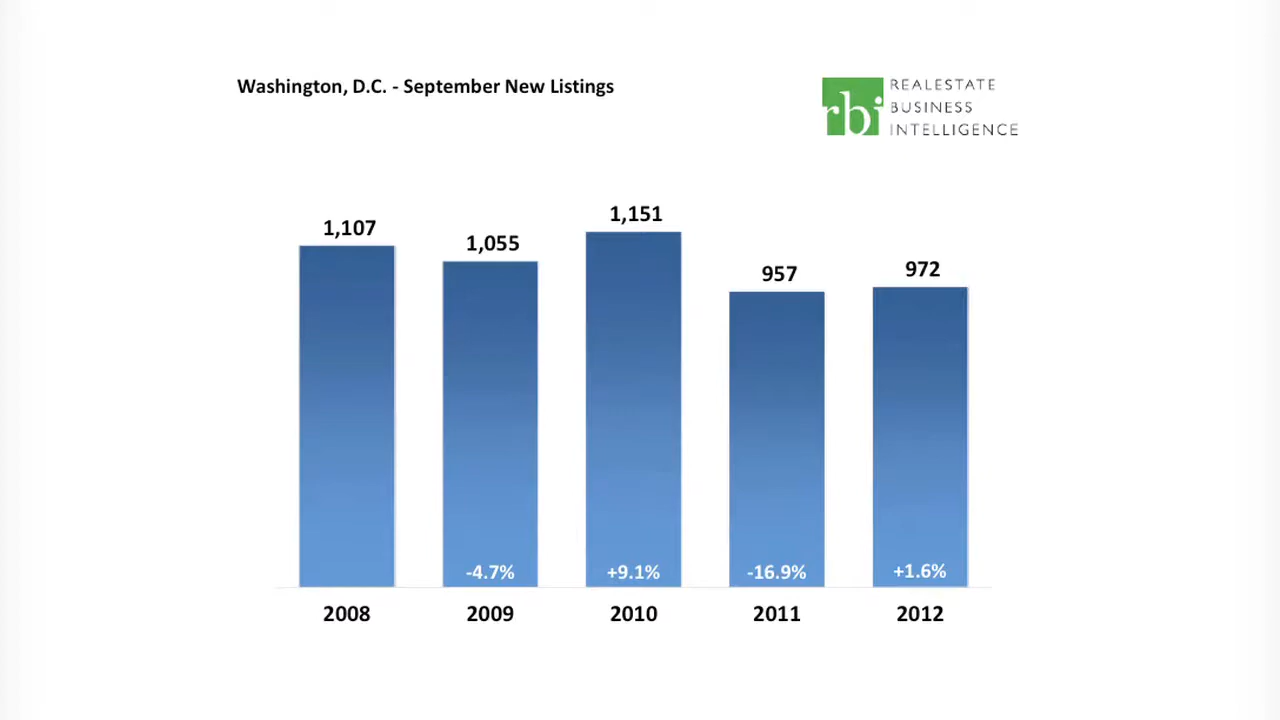 Washington, D.C. - September New Listings
rbi
REALESTATE
BUSINESS
INTELLIGENCE
1,107
1,055
1,151
957
972
-4.7%
+9.1%
-16.9%
+1.6%
2008
2009
2010
2011
2012